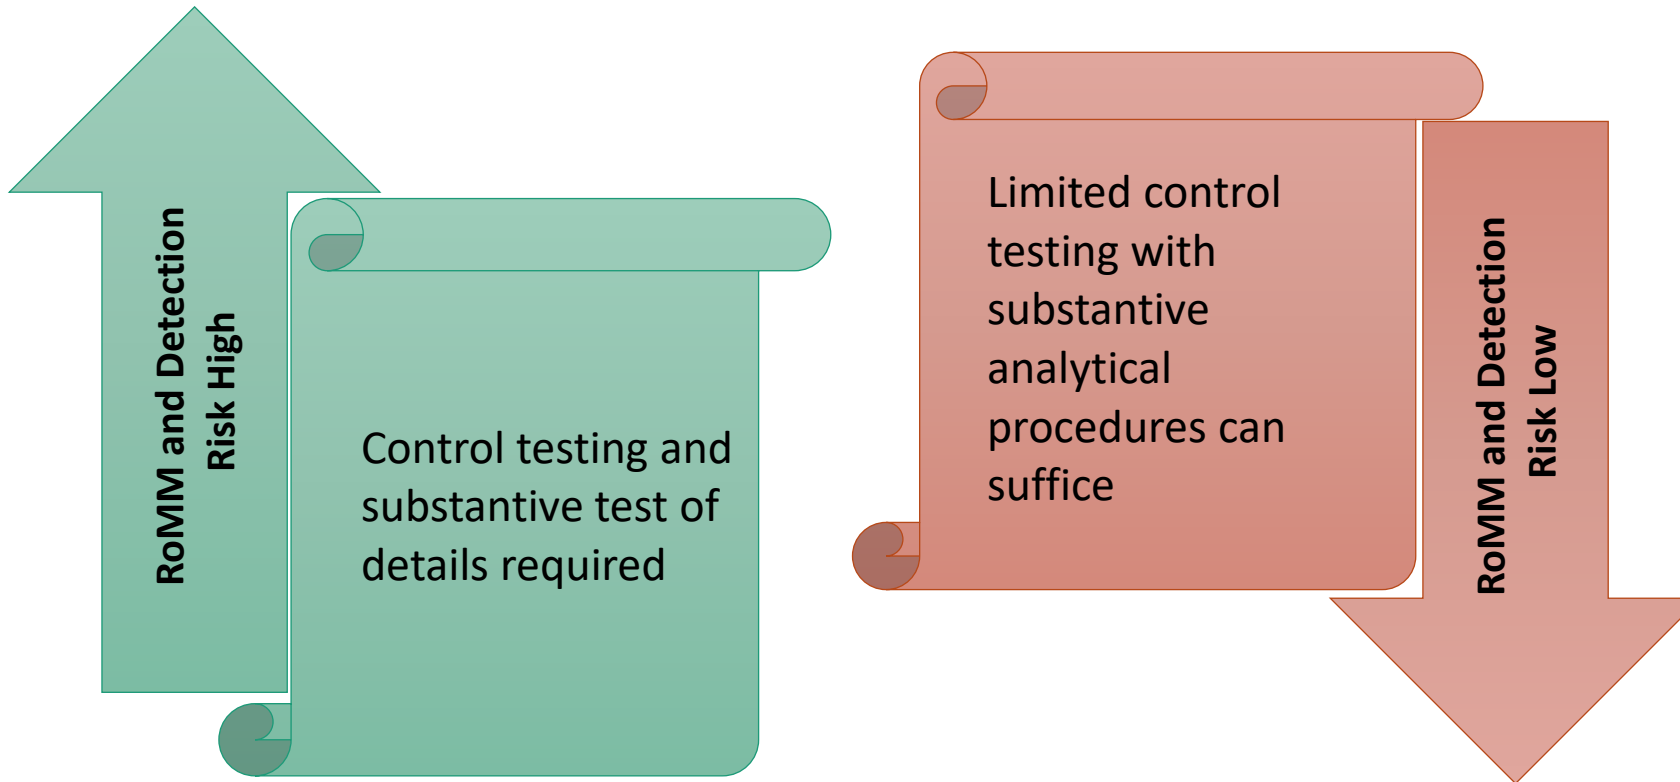 RoMM and Detection
Risk High
Control testing and
substantive test of
details required
Limited control
testing with
substantive
analytical
procedures can
suffice
RoMM and Detection
Risk Low